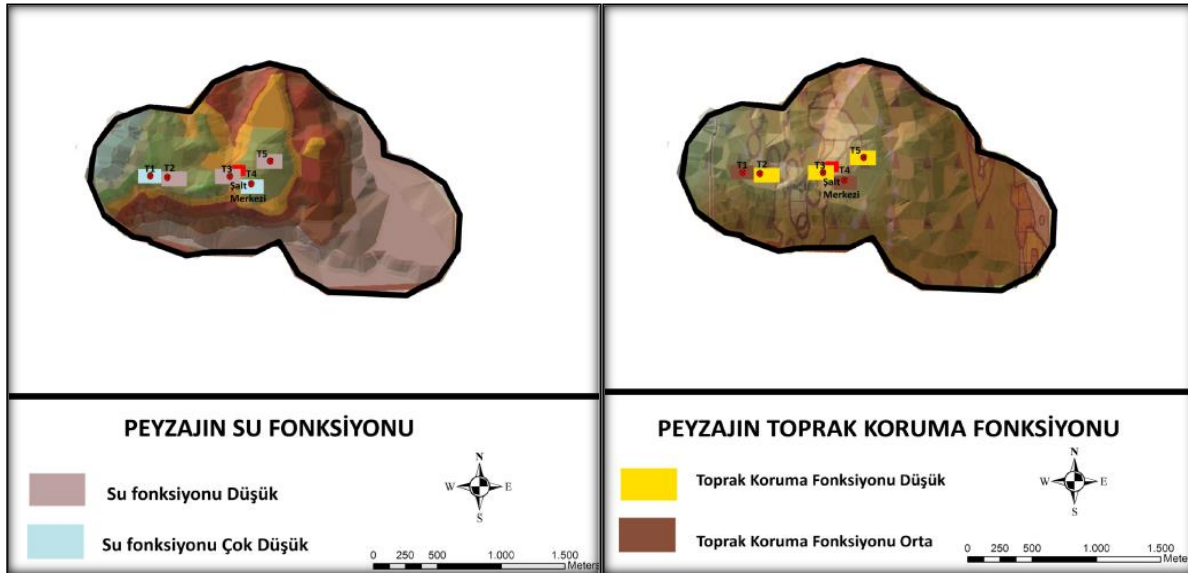 T1
T2
T3
T4
T5
Şalt
Merkezi
PEYZAJIN SU FONKSİYONU
Su fonksiyonu Düşük
Su fonksiyonu Çok Düşük
N
W
E
S
0 250 500 1.000 1.500
Meters
T1
T2
T3
T4
T5
Şalt
Merkezi
PEYZAJIN TOPRAK KORUMA FONKSİYONU
Toprak Koruma Fonksiyonu Düşük
Toprak Koruma Fonksiyonu Orta
N
W
E
S
0 250 500 1.000 1.500
Meters